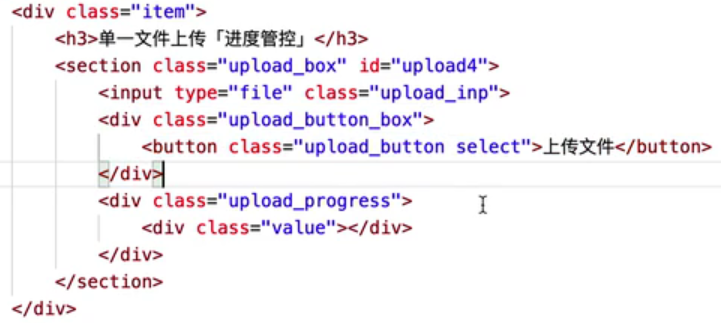 <div class="item">
<h3>单一文件上传「进度管控」</h3>
<section class="upload_box" id="upload4">
<input type="file" class="upload_inp">
<div class="upload_button_box">
<button class="upload_button select">上传文件</button>
</div>
<div class="upload_progress">
<div class="value"></div>
</div>
</section>
</div>